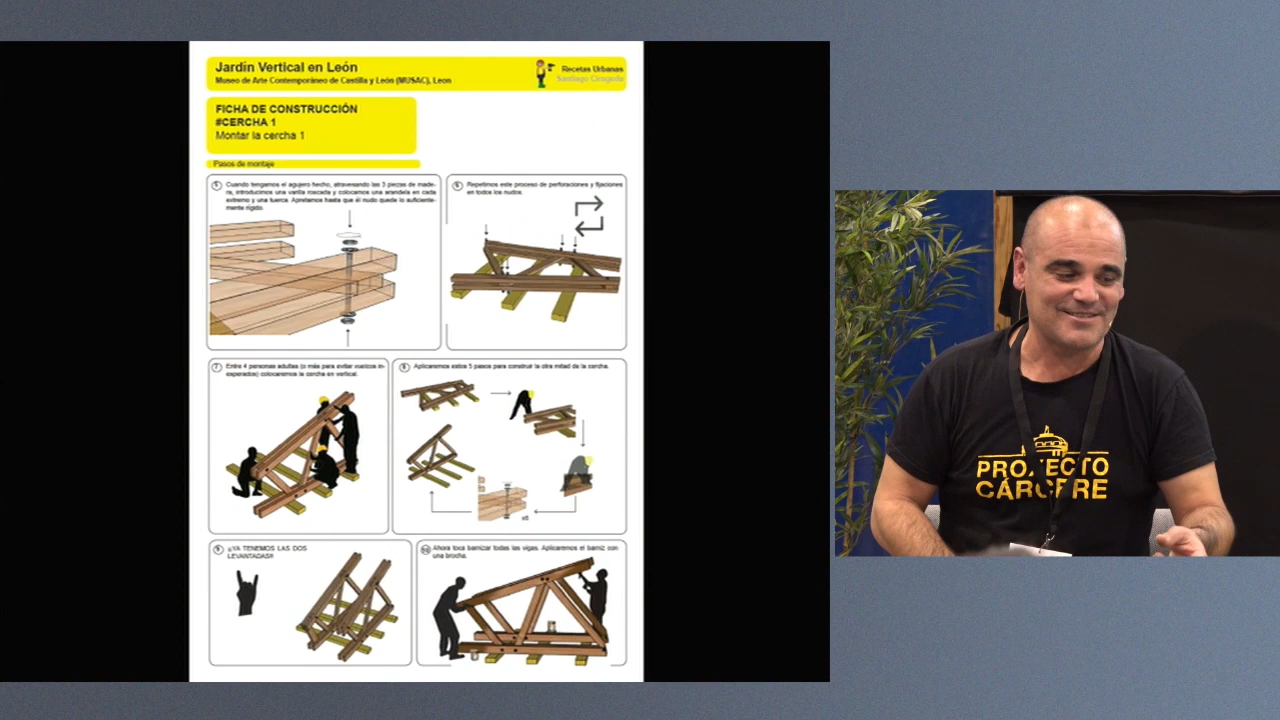 Jardín Vertical en León
Museo de Arte Contemporáneo de Castilla y León (MUSAC), Leon
Recetas Urbanas
Santiago Cirugeda
FICHA DE CONSTRUCCIÓN
#CERCHA 1
Montar la cercha 1
Pasos de montaje
5 Cuando tengamos el agujero hecho, atravesando las 3 piezas de made-
ra, introducimos una varilla roscada y colocamos una arandela en cada
extremo y una tuerca. Apretamos hasta que el nudo quede lo suficiente-
mente rígido.
6 Repetimos este proceso de perforaciones y fijaciones
en todos los nudos.
7 Entre 4 personas adultas (o más para evitar vuelcos in-
esperados) colocaremos la cercha en vertical.
8 Aplicaremos estos 5 pasos para construir la otra mitad de la cercha.
x6
9 ¡¡YA TENEMOS LAS DOS
LEVANTADAS!!
10 Ahora toca barnizar todas las vigas. Aplicaremos el barniz con
una brocha.
PROYECTO
CÁRCERE